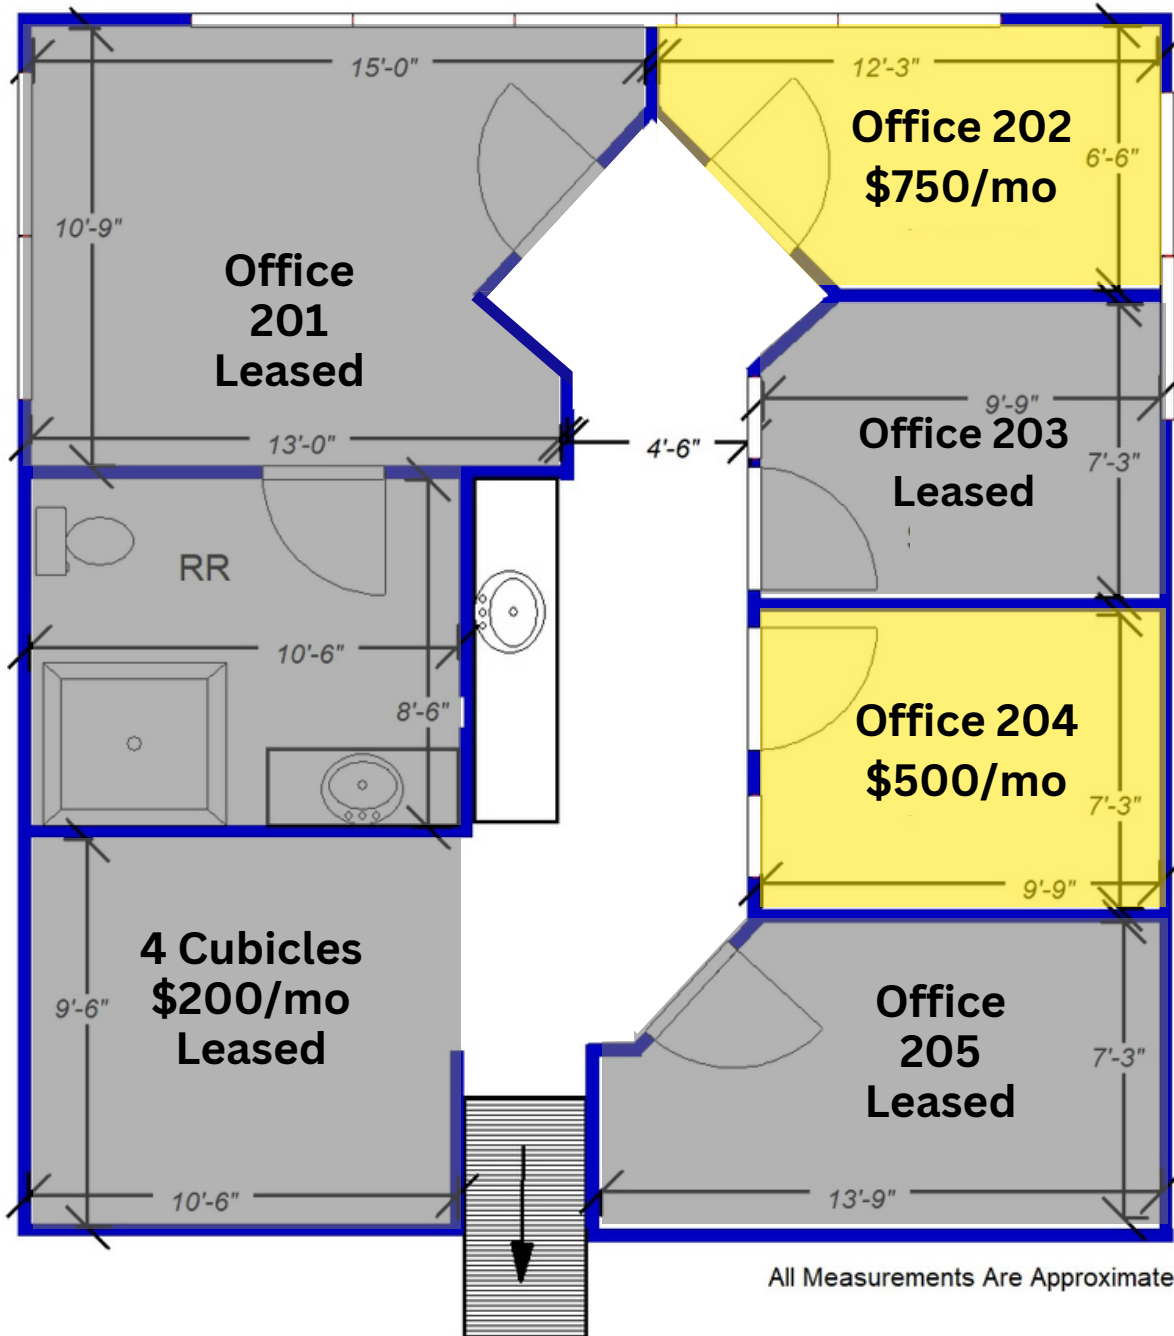 15'-0"
12'-3"
Office 202
$750/mo
6'-6"
10'-9"
Office
201
Leased
13'-0"
4'-6"
9'-9"
Office 203
Leased
7'-3"
RR
10'-6"
8'-6"
Office 204
$500/mo
7'-3"
9'-9"
4 Cubicles
$200/mo
Leased
9'-6"
10'-6"
Office
205
Leased
7'-3"
13'-9"
All Measurements Are Approximate